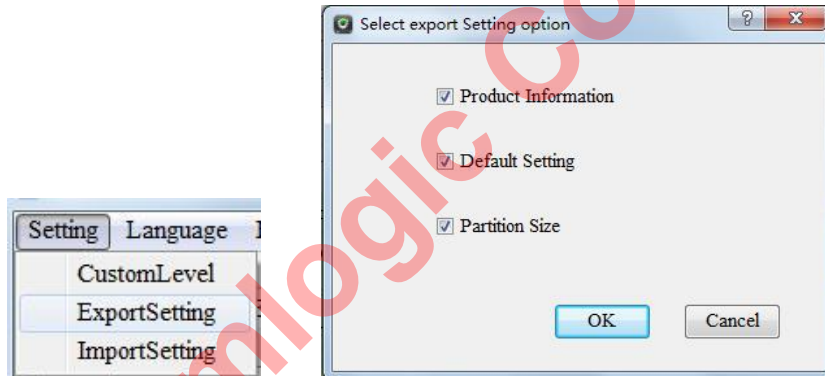 Select export Setting option
Product Information
Default Setting
Partition Size
OK Cancel
Setting Language
CustomLevel
ExportSetting
ImportSetting